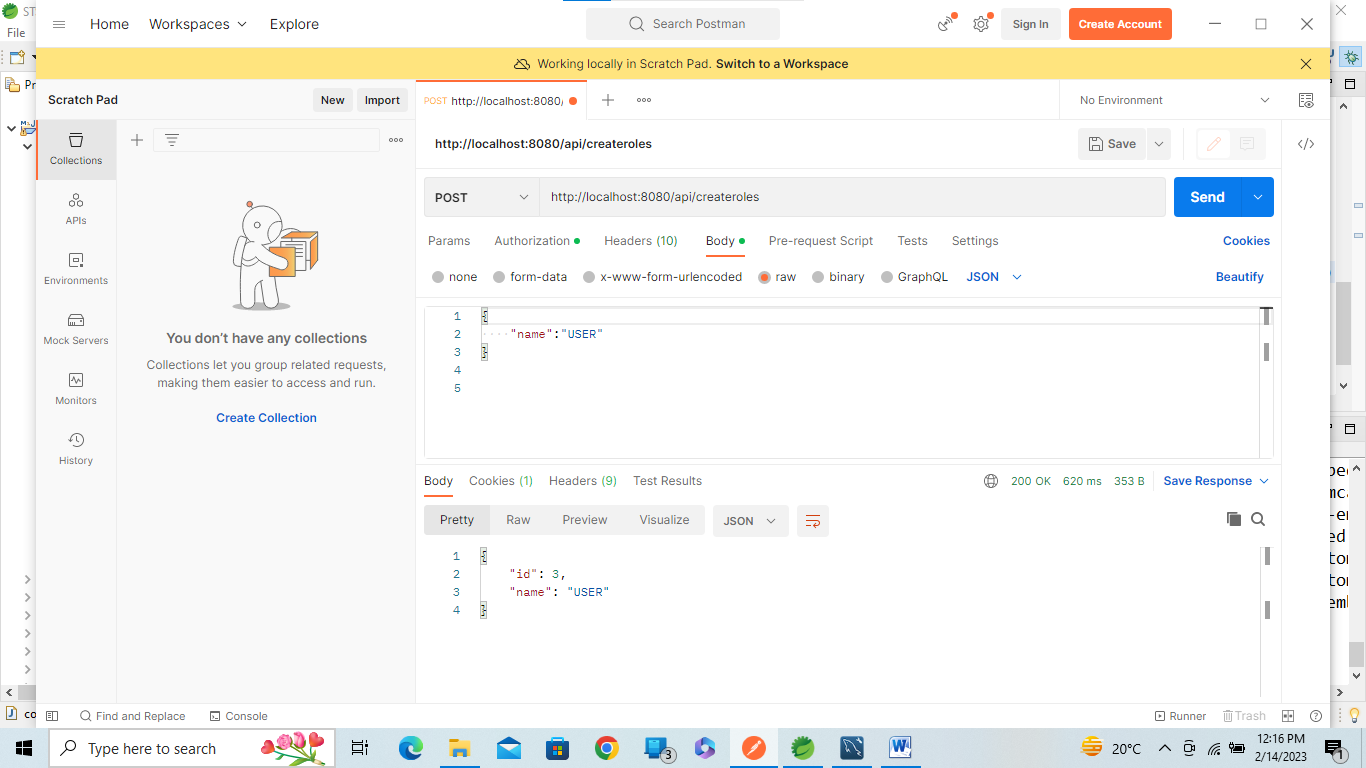 ST
File
Home
Workspaces
Explore
Search Postman
Sign In
Create Account
Working locally in Scratch Pad. Switch to a Workspace
Pr
Scratch Pad
New
Import
POST http://localhost:8080/
No Environment
Collections
http://localhost:8080/api/createroles
Save
</>
APIs
POST
http://localhost:8080/api/createroles
Send
Params
Authorization
Headers (10)
Body
Pre-request Script
Tests
Settings
Cookies
Environments
none
form-data
x-www-form-urlencoded
raw
binary
GraphQL
JSON
Beautify
Mock Servers
1 {
2 "name":"USER"
3 }
4
5
You don't have any collections
Collections let you group related requests,
making them easier to access and run.
Create Collection
Monitors
History
Body
Cookies (1)
Headers (9)
Test Results
200 OK
620 ms
353 B
Save Response
Pretty
Raw
Preview
Visualize
JSON
1 {
2 "id": 3,
3 "name": "USER"
4 }
co
Find and Replace
Console
Runner
Trash
Type here to search
3
20°C
12:16 PM
2/14/2023
1